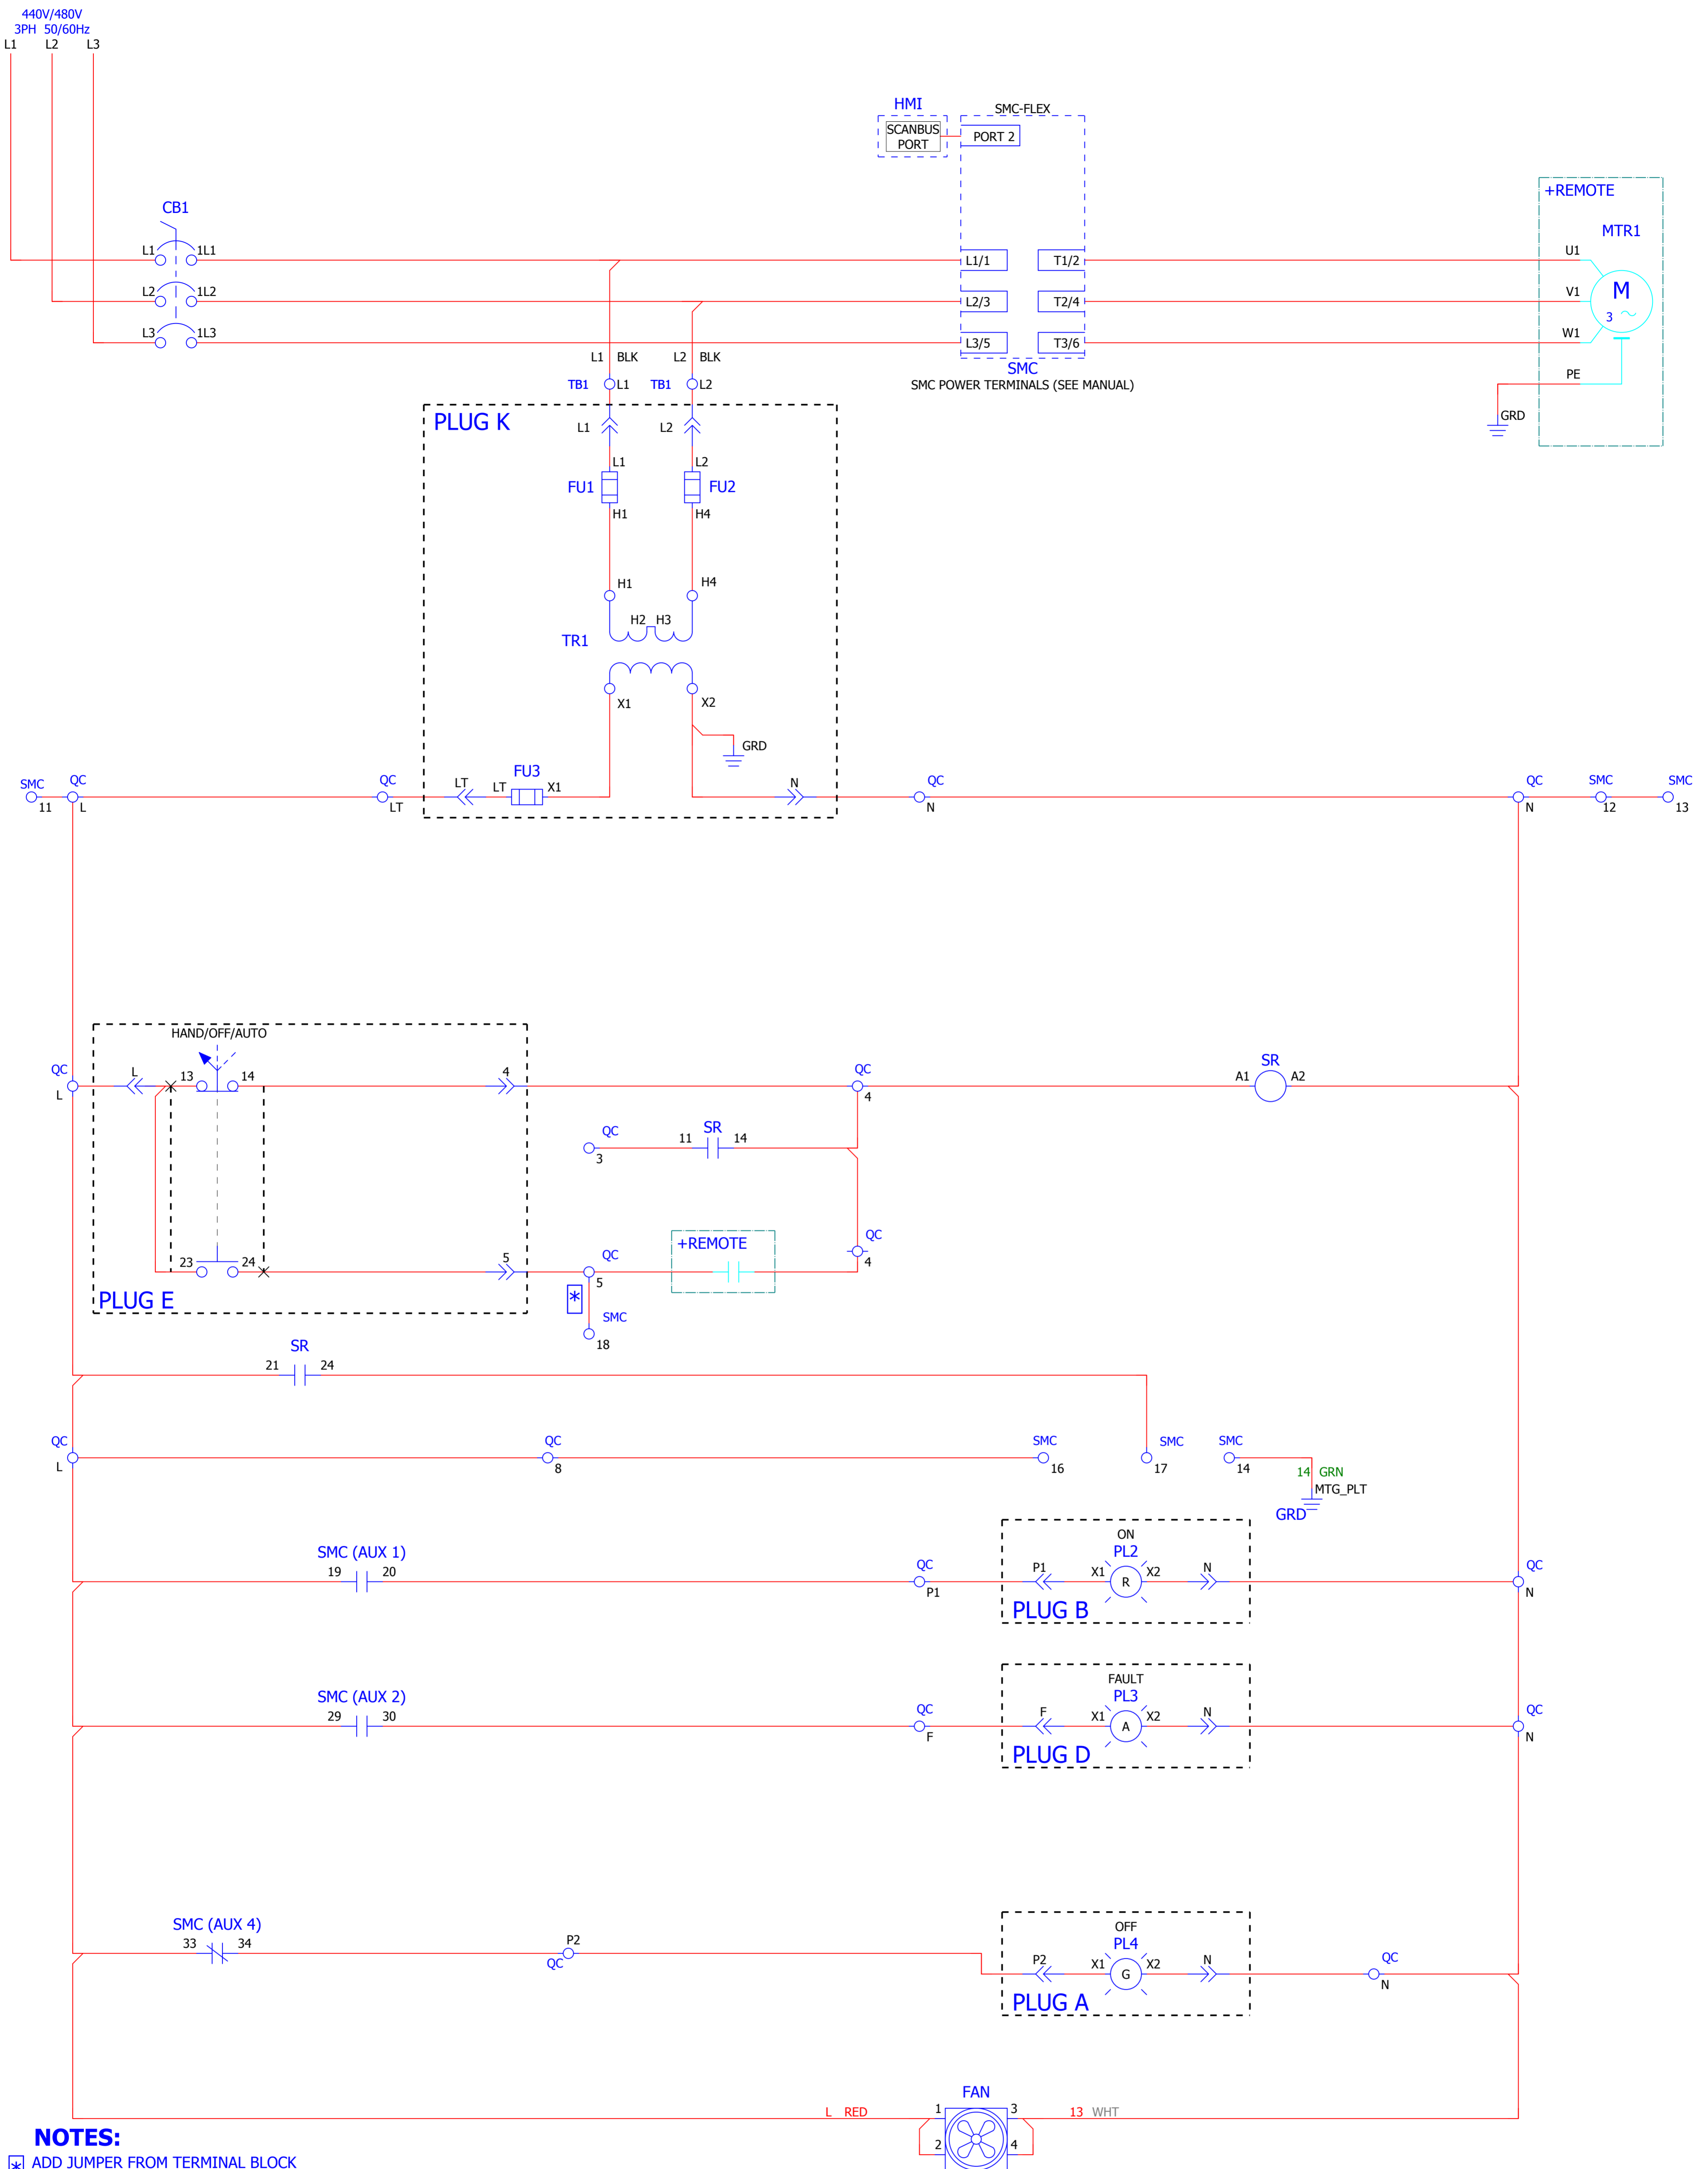 440V/480V
3PH 50/60Hz
L1 L2 L3
HMI
SMC-FLEX
SCANBUS
PORT
PORT 2
+REMOTE
CB1
MTR1
L1 1L1
L1/1 T1/2
U1
L2 1L2
L2/3 T2/4
V1
M
3
L3 1L3
L3/5 T3/6
W1
L1 BLK L2 BLK
SMC
PE
TB1 L1 TB1 L2
SMC POWER TERMINALS (SEE MANUAL)
GRD
PLUG K
L1 L2
L1 L2
FU1 FU2
H1 H4
H1 H4
H2 H3
TR1
X1 X2
GRD
FU3
SMC QC QC LT LT X1 N QC QC SMC SMC
11 L LT N N 12 13
HAND/OFF/AUTO
QC L 13 14 4 QC SR
A1 A2
L 4
QC SR
11 14
3
+REMOTE QC
4
23 24 5 QC
5
PLUG E
*
SMC
18
SR
21 24
QC QC SMC SMC SMC
L 8 16 17 14
14 GRN
MTG_PLT
GRD
ON
SMC (AUX 1) PL2
19 20 QC P1 X1 R X2 N QC
P1 N
PLUG B
FAULT
SMC (AUX 2) PL3
29 30 QC F X1 A X2 N QC
F N
PLUG D
SMC (AUX 4) OFF
33 34 P2 PL4
QC P2 X1 G X2 N QC
N
PLUG A
FAN
L RED 1 3 13 WHT
2 4
NOTES:
* ADD JUMPER FROM TERMINAL BLOCK